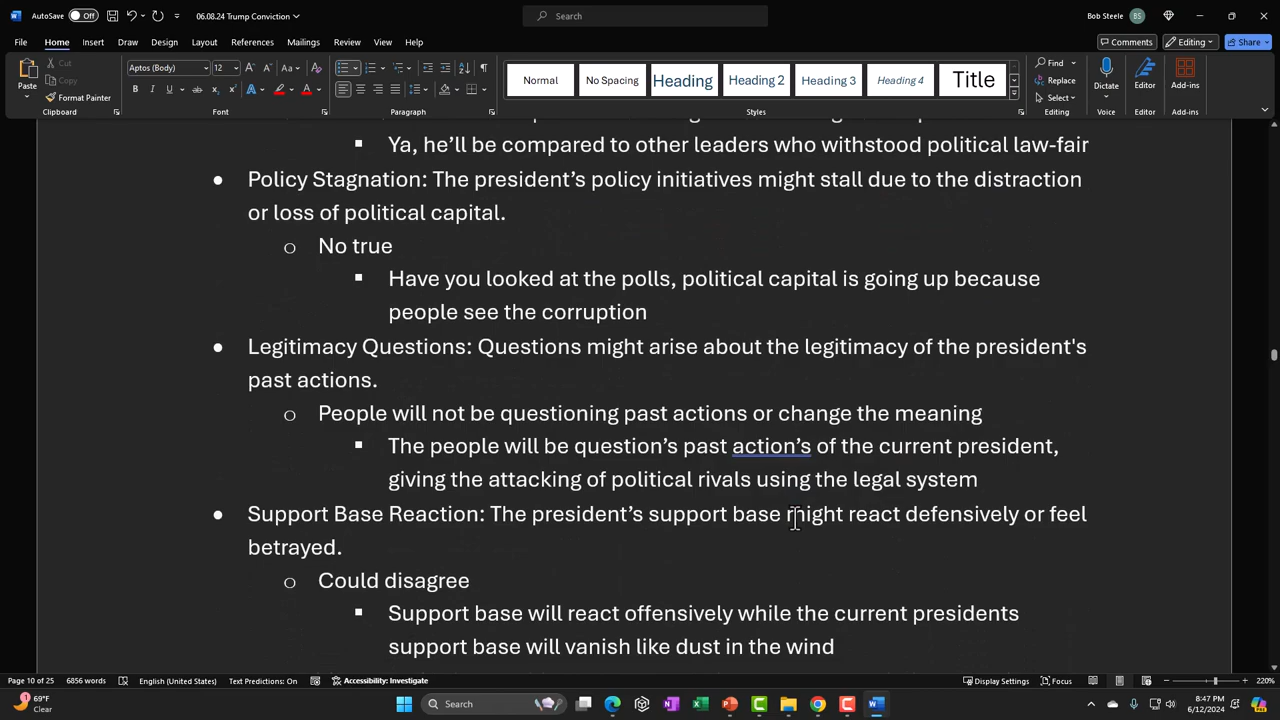 AutoSave Off 06.08.24 Trump Conviction Search Bob Steele BS
File Home Insert Draw Design Layout References Mailings Review View Help Comments Editing Share
Paste Cut Copy Format Painter Aptos (Body) 12 Normal No Spacing Heading Heading 2 Heading 3 Heading 4 Title Find Replace Select Dictate Editor Add-ins
Clipboard Font Paragraph Styles Editing Voice Editor Add-ins
Ya, he’ll be compared to other leaders who withstood political law-fair
Policy Stagnation: The president’s policy initiatives might stall due to the distraction
or loss of political capital.
No true
Have you looked at the polls, political capital is going up because
people see the corruption
Legitimacy Questions: Questions might arise about the legitimacy of the president's
past actions.
People will not be questioning past actions or change the meaning
The people will be question’s past action’s of the current president,
giving the attacking of political rivals using the legal system
Support Base Reaction: The president’s support base might react defensively or feel
betrayed.
Could disagree
Support base will react offensively while the current presidents
support base will vanish like dust in the wind
Page 10 of 25 6856 words English (United States) Text Predictions: On Accessibility: Investigate Display Settings Focus 220%
69°F
Clear
Search
8:47 PM
6/12/2024